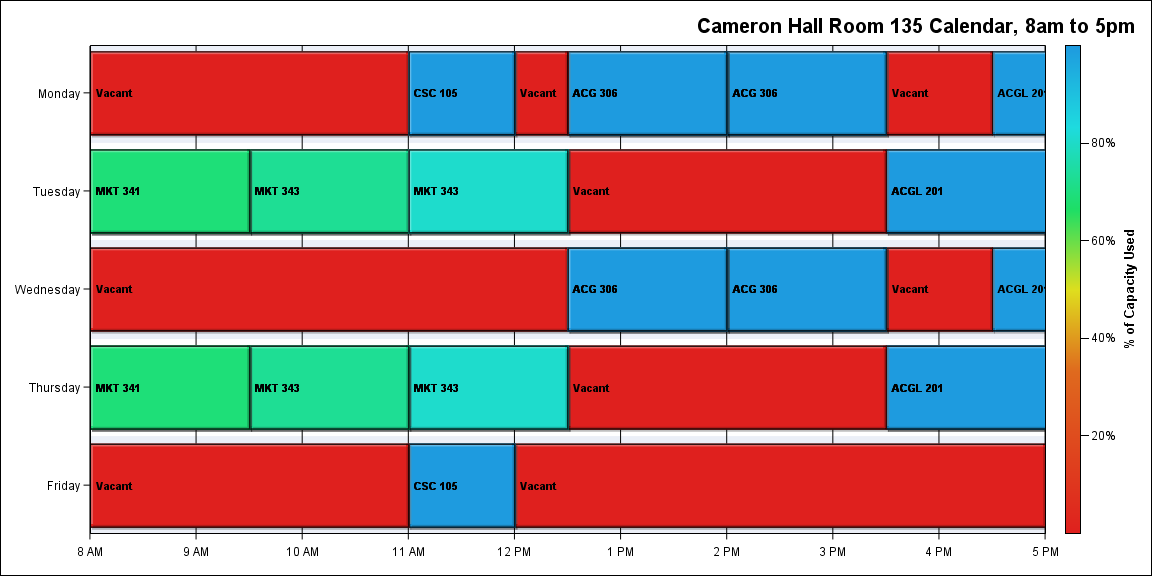 Cameron Hall Room 135 Calendar, 8am to 5pm
Monday
Vacant
CSC 105
Vacant
ACG 306
ACG 306
Vacant
ACGL 201
Tuesday
MKT 341
MKT 343
MKT 343
Vacant
ACGL 201
Wednesday
Vacant
ACG 306
ACG 306
Vacant
ACGL 201
Thursday
MKT 341
MKT 343
MKT 343
Vacant
ACGL 201
Friday
Vacant
CSC 105
Vacant
8 AM
9 AM
10 AM
11 AM
12 PM
1 PM
2 PM
3 PM
4 PM
5 PM
80%
60%
40%
20%
% of Capacity Used